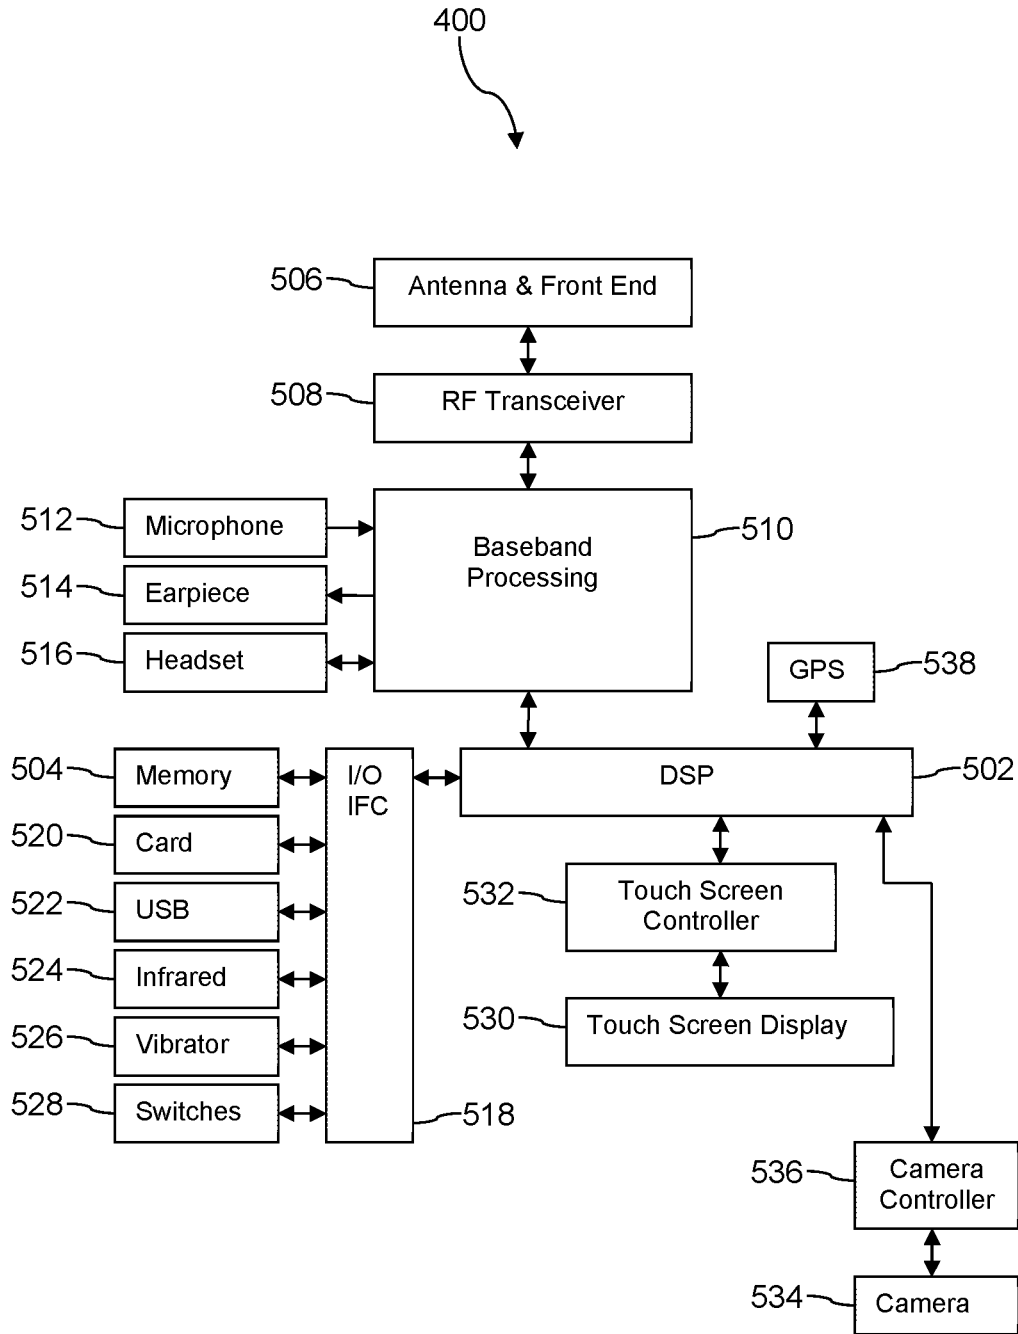 400
506 Antenna & Front End
508 RF Transceiver
512 Microphone
514 Earpiece
516 Headset
Baseband
Processing
510
GPS 538
504 Memory
520 Card
522 USB
524 Infrared
526 Vibrator
528 Switches
I/O
IFC
518
DSP 502
532 Touch Screen
Controller
530 Touch Screen Display
536 Camera
Controller
534 Camera